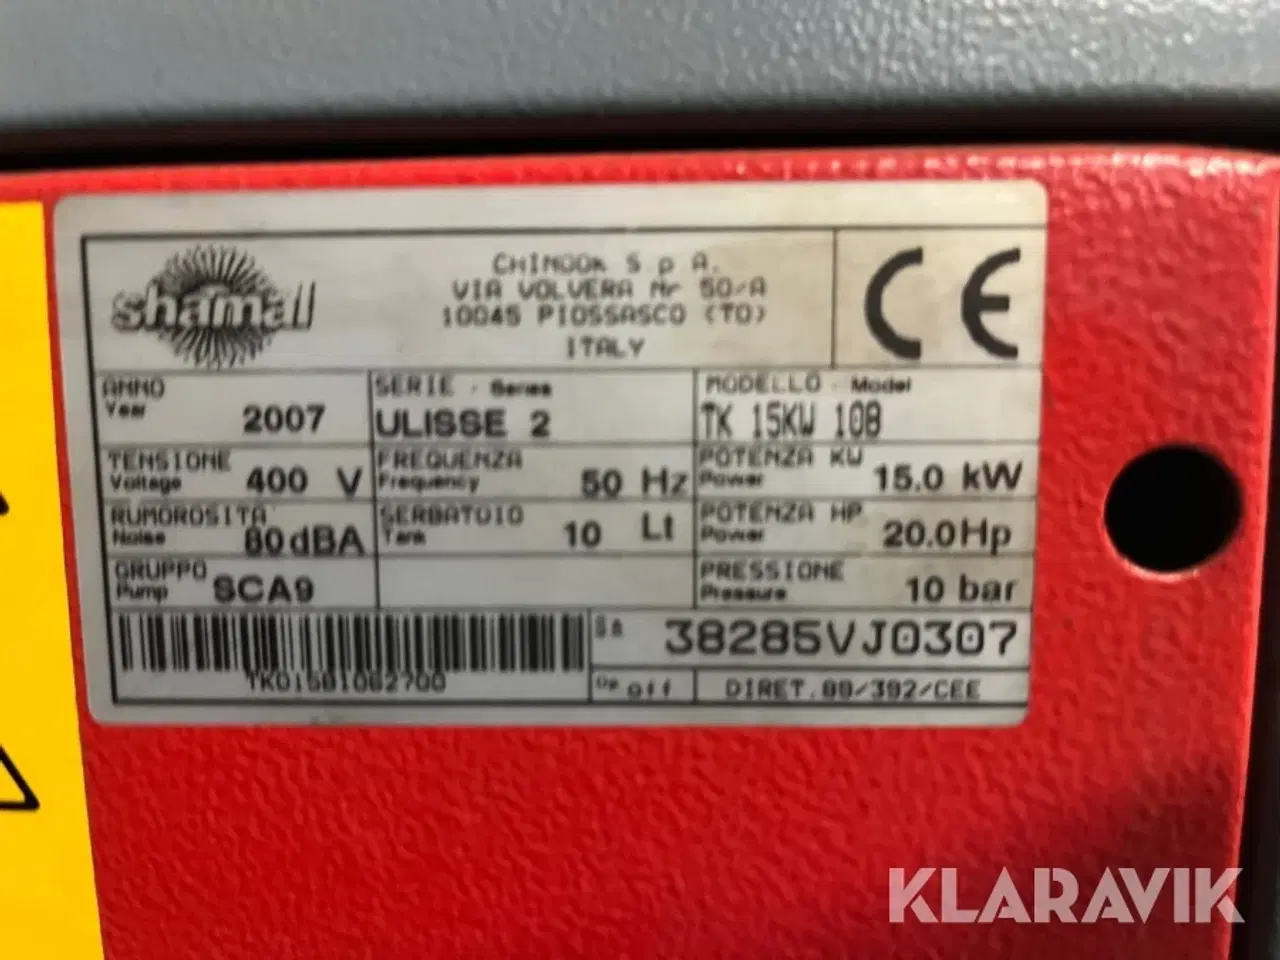 shamal
CHINOOK S.p A.
VIA VOLVERA Nr 50/A
10045 PIOSSASCO (TO)
ITALY
CE
ANNO
Year
2007
SERIE - Series
ULISSE 2
MODELLO - Model
TK 15KW 10B
TENSIONE
Voltage
400 V
FREQUENZA
Frequency
50 Hz
POTENZA KW
Power
15.0 kW
RUMOROSITA'
Noise
80dBA
SERBATOIO
Tank
10 Lt
POTENZA HP
Power
20.0Hp
GRUPPO
Pump
SCA9
PRESSIONE
Pressure
10 bar
38285VJ0307
off
DIRET.89/392/CEE
KLARAVIK